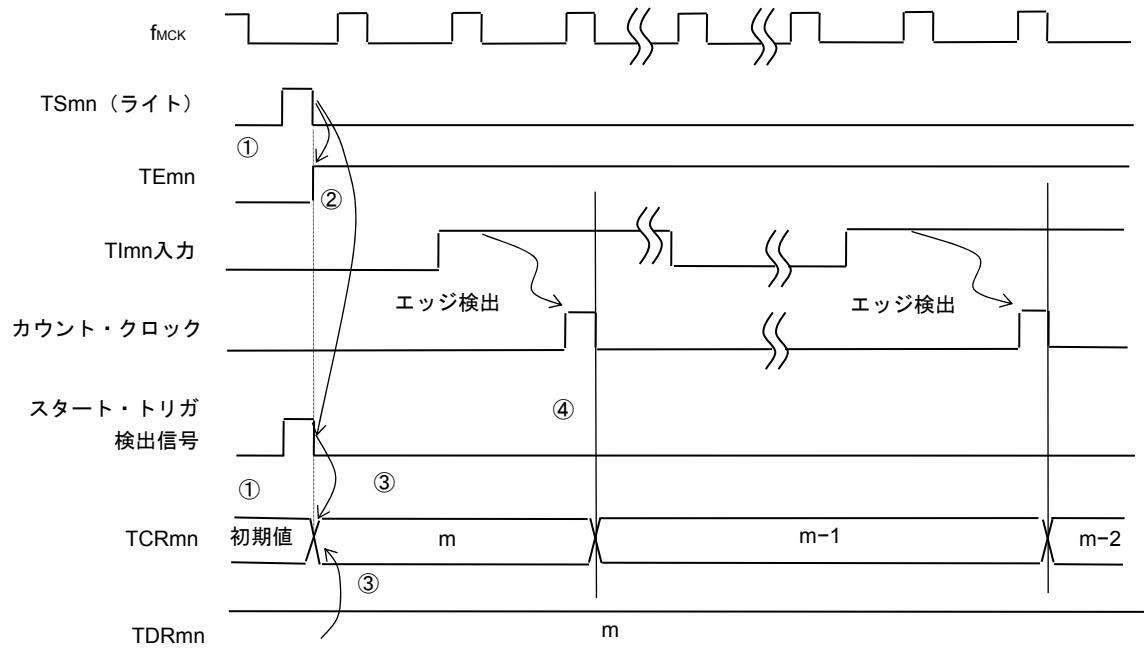 fMCK
TSmn（ライト）
①
TEmn
②
TImn入力
エッジ検出
エッジ検出
カウント・クロック
スタート・トリガ
検出信号
④
①
③
TCRmn
初期値
m
m−1
m−2
③
TDRmn
m